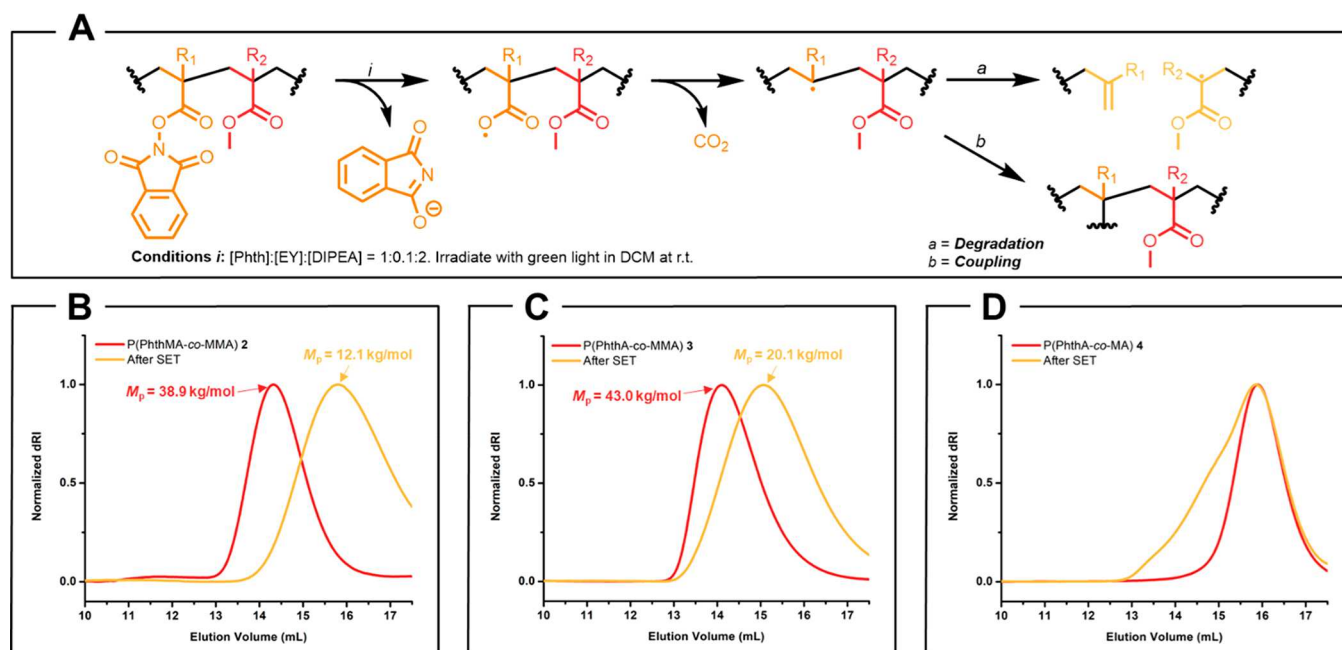 A
R1
R2
O
O
O
O
N
O
O
i
O
N
O
⊖
R1
R2
O
O
•
O
O
CO2
R1
R2
•
O
O
a
b
R1
R2
•
O
O
R1
R2
O
O
Conditions i: [Phth]:[EY]:[DIPEA] = 1:0.1:2. Irradiate with green light in DCM at r.t.
a = Degradation
b = Coupling
B
P(PhthMA-co-MMA) 2
After SET
Mp = 12.1 kg/mol
Mp = 38.9 kg/mol
Normalized dRI
1.0
0.5
0.0
10 11 12 13 14 15 16 17
Elution Volume (mL)
C
P(PhthA-co-MMA) 3
After SET
Mp = 20.1 kg/mol
Mp = 43.0 kg/mol
Normalized dRI
1.0
0.5
0.0
10 11 12 13 14 15 16 17
Elution Volume (mL)
D
P(PhthA-co-MA) 4
After SET
Normalized dRI
1.0
0.5
0.0
10 11 12 13 14 15 16 17
Elution Volume (mL)